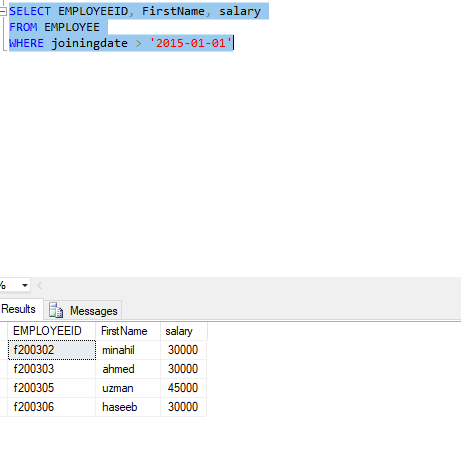 SELECT EMPLOYEEID, FirstName, salary
FROM EMPLOYEE
WHERE joiningdate > '2015-01-01'
%
Results Messages
EMPLOYEEID FirstName salary
f200302 minahil 30000
f200303 ahmed 30000
f200305 uzman 45000
f200306 haseeb 30000